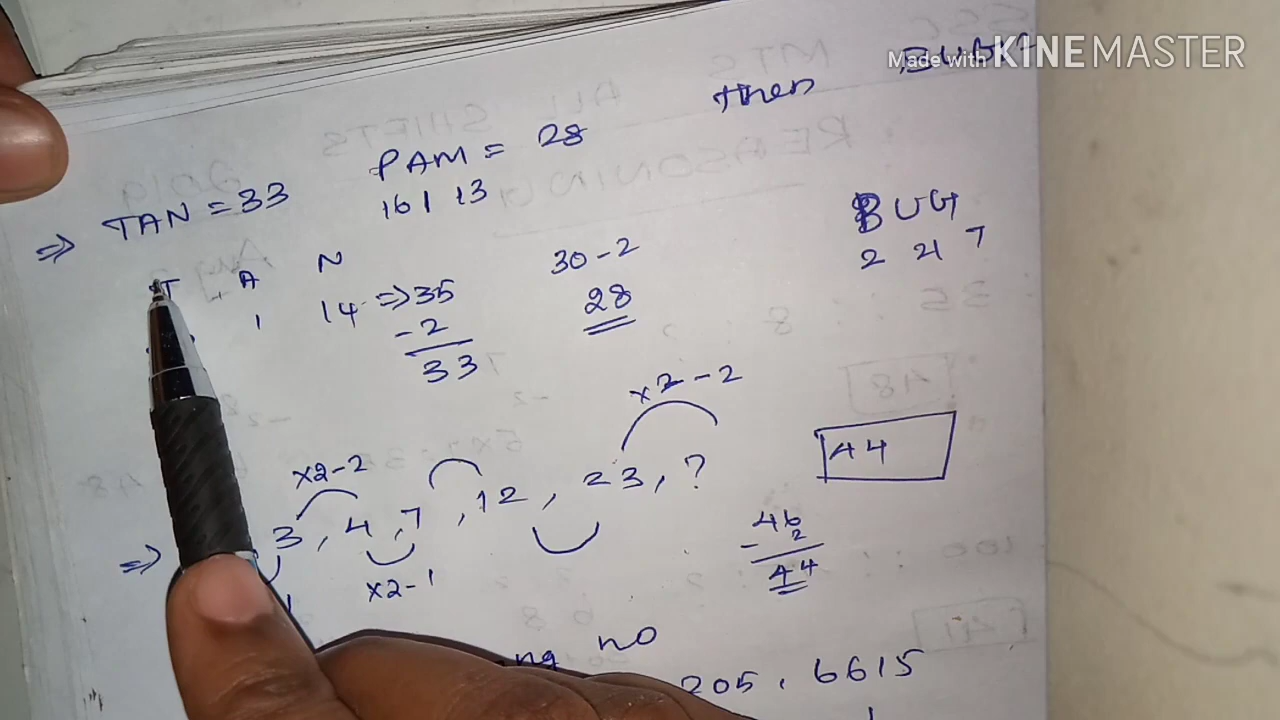 Made with KINEMASTER
then
PAM = 28
⇒ TAN = 33
16 1 13
BUG
2 21 7
T A N
1 14 ⇒ 35
- 2
33
30 - 2
28
×2-2
×2-2
⇒ 3, 4, 7, 12, 23, ?
×2-1
44
46
- 2
44
no
205, 6615